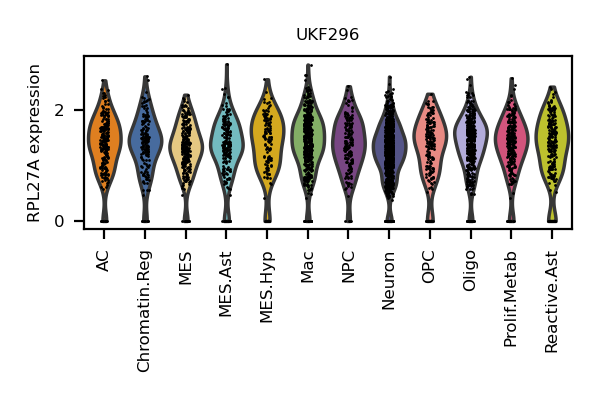 UKF296
RPL27A expression
2
0
AC
Chromatin.Reg
MES
MES.Ast
MES.Hyp
Mac
NPC
Neuron
OPC
Oligo
Prolif.Metab
Reactive.Ast